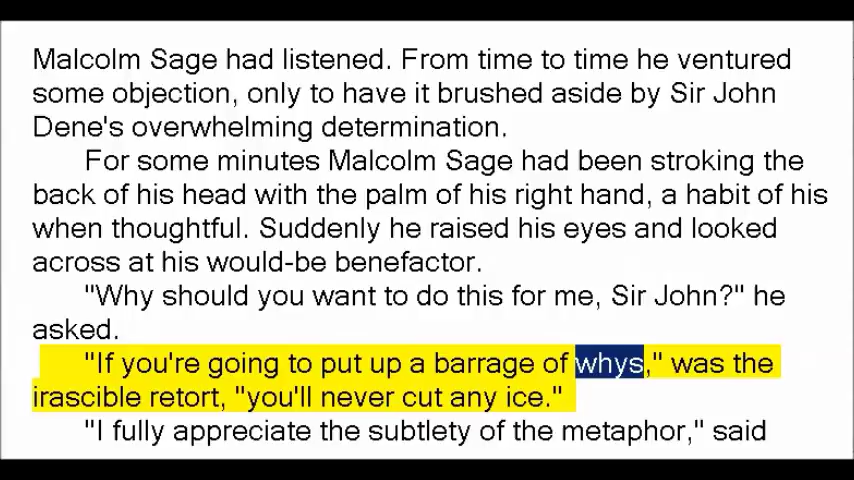 Malcolm Sage had listened. From time to time he ventured
some objection, only to have it brushed aside by Sir John
Dene's overwhelming determination.
For some minutes Malcolm Sage had been stroking the
back of his head with the palm of his right hand, a habit of his
when thoughtful. Suddenly he raised his eyes and looked
across at his would-be benefactor.
"Why should you want to do this for me, Sir John?" he
asked.
"If you're going to put up a barrage of whys," was the
irascible retort, "you'll never cut any ice."
"I fully appreciate the subtlety of the metaphor," said